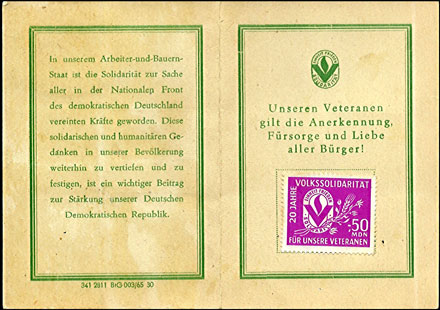 In unserem Arbeiter-und-Bauern-
Staat ist die Solidarität zur Sache
aller in der Nationalen Front
des demokratischen Deutschland
vereinten Kräfte geworden. Diese
solidarischen und humanitären Ge-
danken in unserer Bevölkerung
weiterhin zu vertiefen und zu
festigen, ist ein wichtiger Beitrag
zur Stärkung unserer Deutschen
Demokratischen Republik.
341 2811 BrG 003/65 30
Unseren Veteranen
gilt die Anerkennung,
Fürsorge und Liebe
aller Bürger!
20 JAHRE
VOLKSSOLIDARITÄT
-50
MDN
FÜR UNSERE VETERANEN